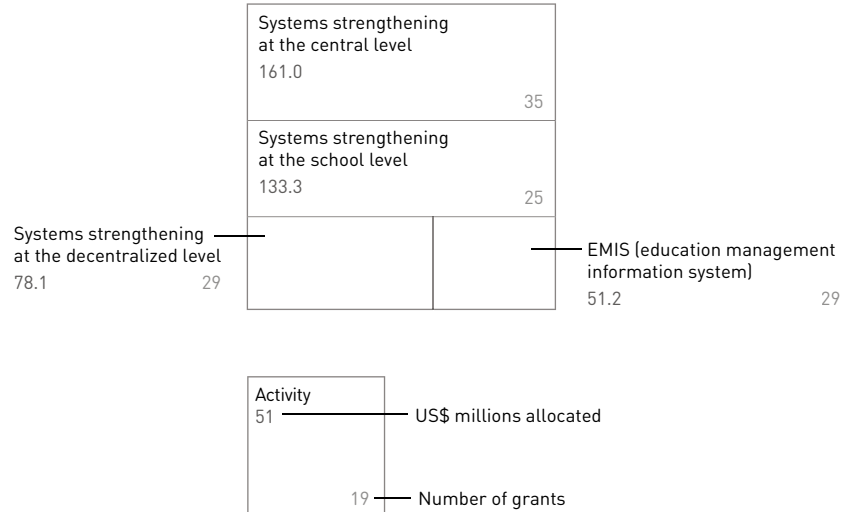 Systems strengthening
at the central level
161.0
35
Systems strengthening
at the school level
133.3
25
Systems strengthening
at the decentralized level
78.1
29
EMIS (education management
information system)
51.2
29
Activity
51
US$ millions allocated
19
Number of grants